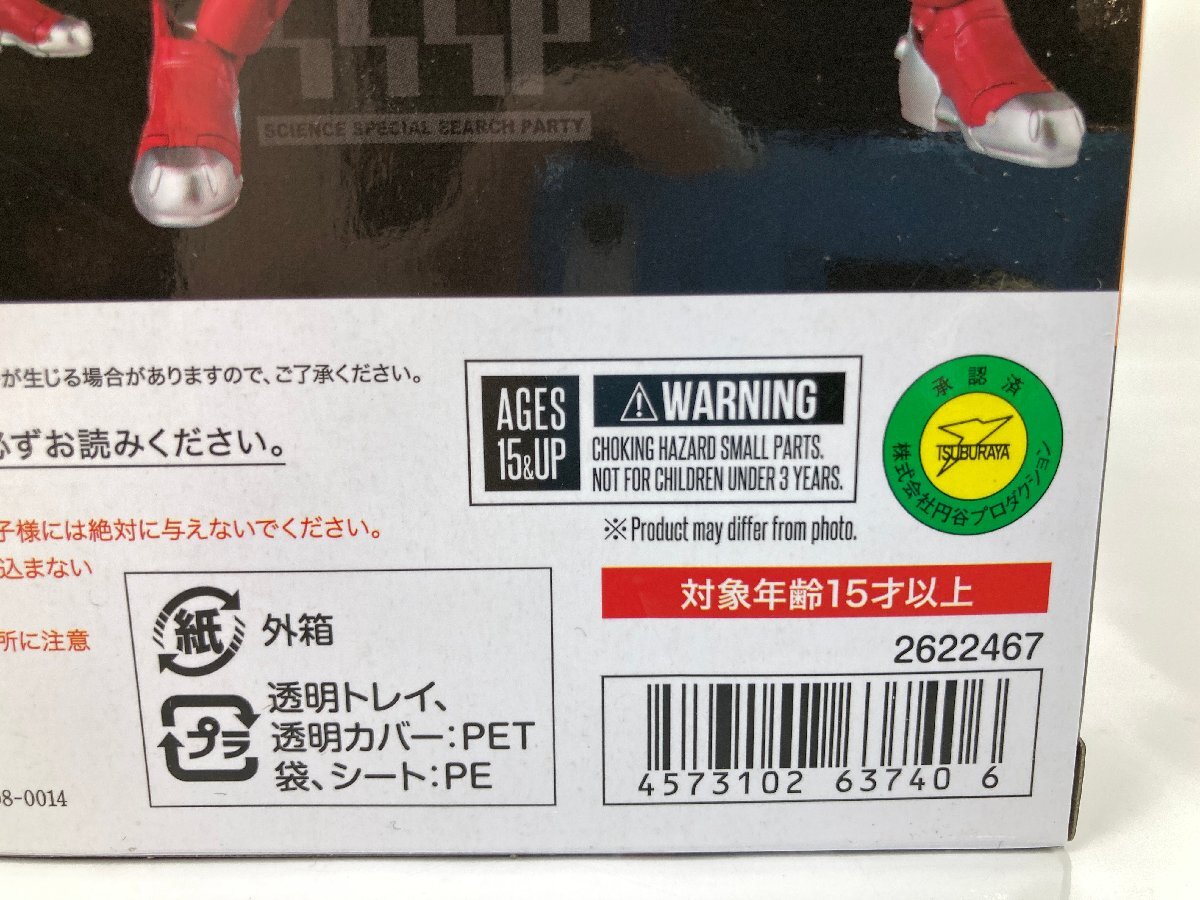 SSSP
SCIENCE SPECIAL SEARCH PARTY
が生じる場合がありますので、ご了承ください。
必ずお読みください。
子様には絶対に与えないでください。
込まない
所に注意
AGES
15&UP
WARNING
CHOKING HAZARD SMALL PARTS.
NOT FOR CHILDREN UNDER 3 YEARS.
※Product may differ from photo.
承認済
TSUBURAYA
株式会社円谷プロダクション
対象年齢15才以上
2622467
紙 外箱
プラ 透明トレイ、
透明カバー:PET
袋、シート:PE
8-0014
4573102 63740 6